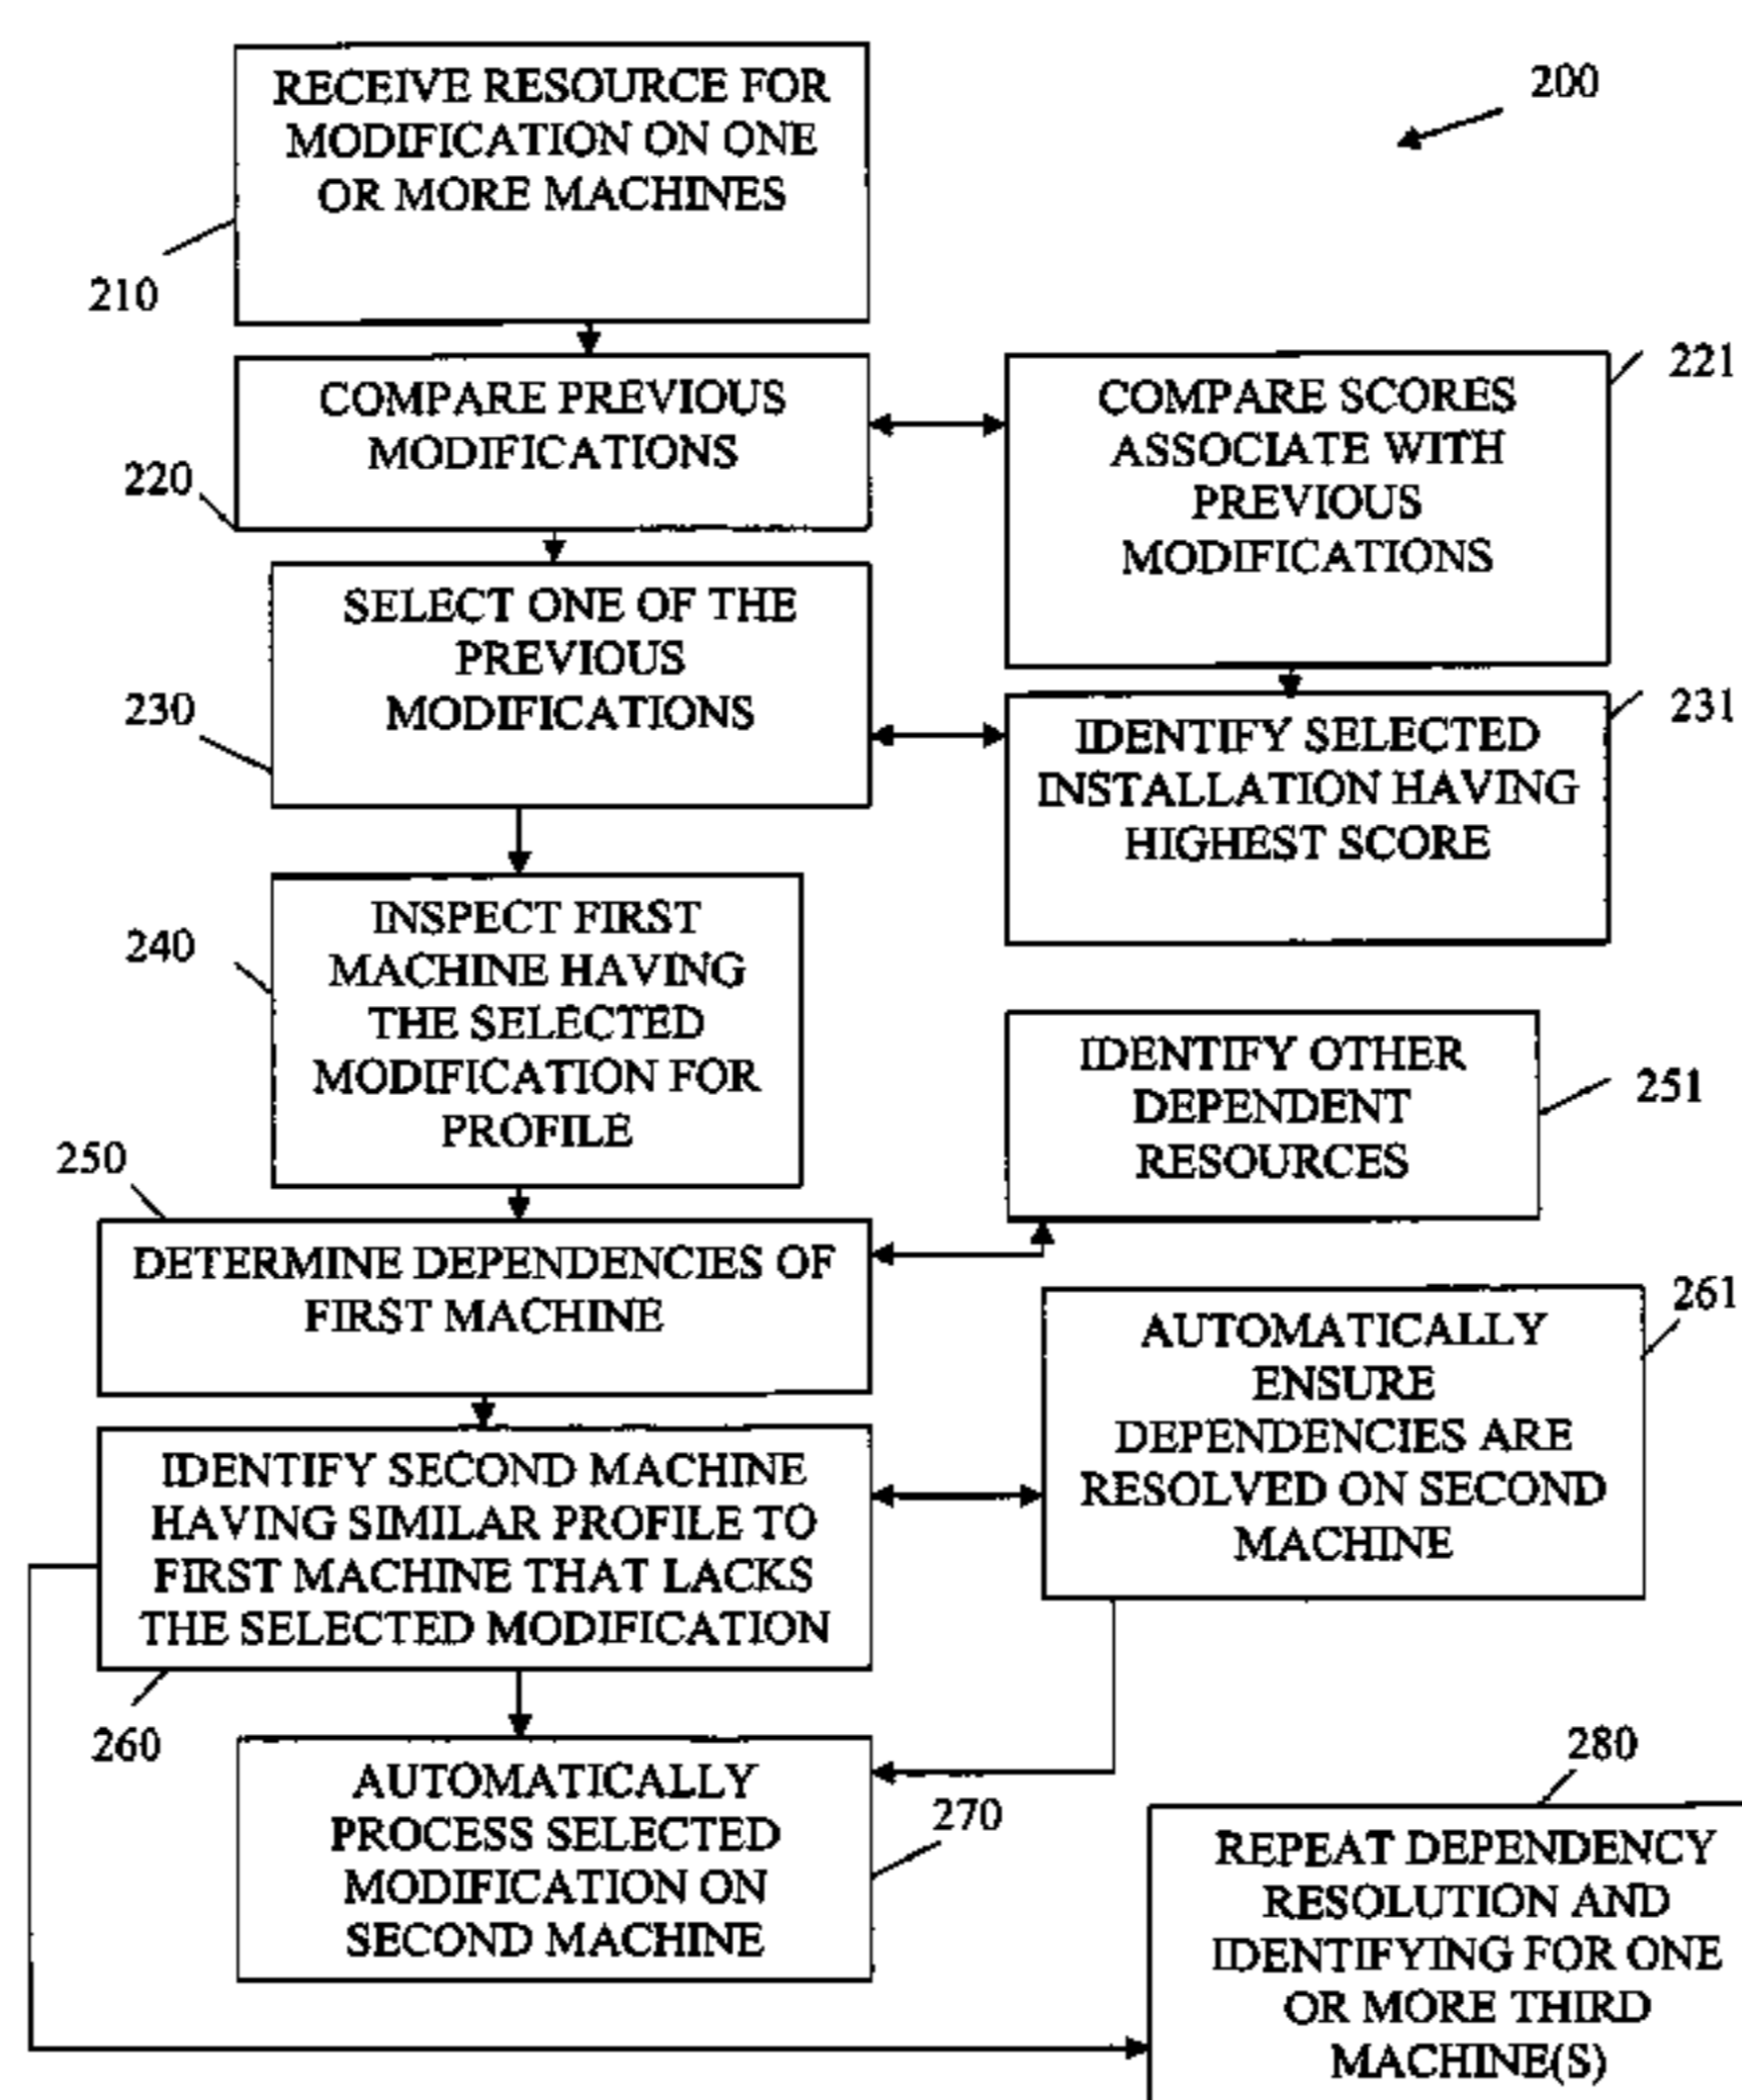 200
RECEIVE RESOURCE FOR
MODIFICATION ON ONE
OR MORE MACHINES
210
COMPARE PREVIOUS
MODIFICATIONS
220
COMPARE SCORES
ASSOCIATE WITH
PREVIOUS
MODIFICATIONS
221
SELECT ONE OF THE
PREVIOUS
MODIFICATIONS
230
IDENTIFY SELECTED
INSTALLATION HAVING
HIGHEST SCORE
231
INSPECT FIRST
MACHINE HAVING
THE SELECTED
MODIFICATION FOR
PROFILE
240
IDENTIFY OTHER
DEPENDENT
RESOURCES
251
250
DETERMINE DEPENDENCIES OF
FIRST MACHINE
261
AUTOMATICALLY
ENSURE
DEPENDENCIES ARE
RESOLVED ON SECOND
MACHINE
IDENTIFY SECOND MACHINE
HAVING SIMILAR PROFILE TO
FIRST MACHINE THAT LACKS
THE SELECTED MODIFICATION
260
AUTOMATICALLY
PROCESS SELECTED
MODIFICATION ON
SECOND MACHINE
270
280
REPEAT DEPENDENCY
RESOLUTION AND
IDENTIFYING FOR ONE
OR MORE THIRD
MACHINE(S)